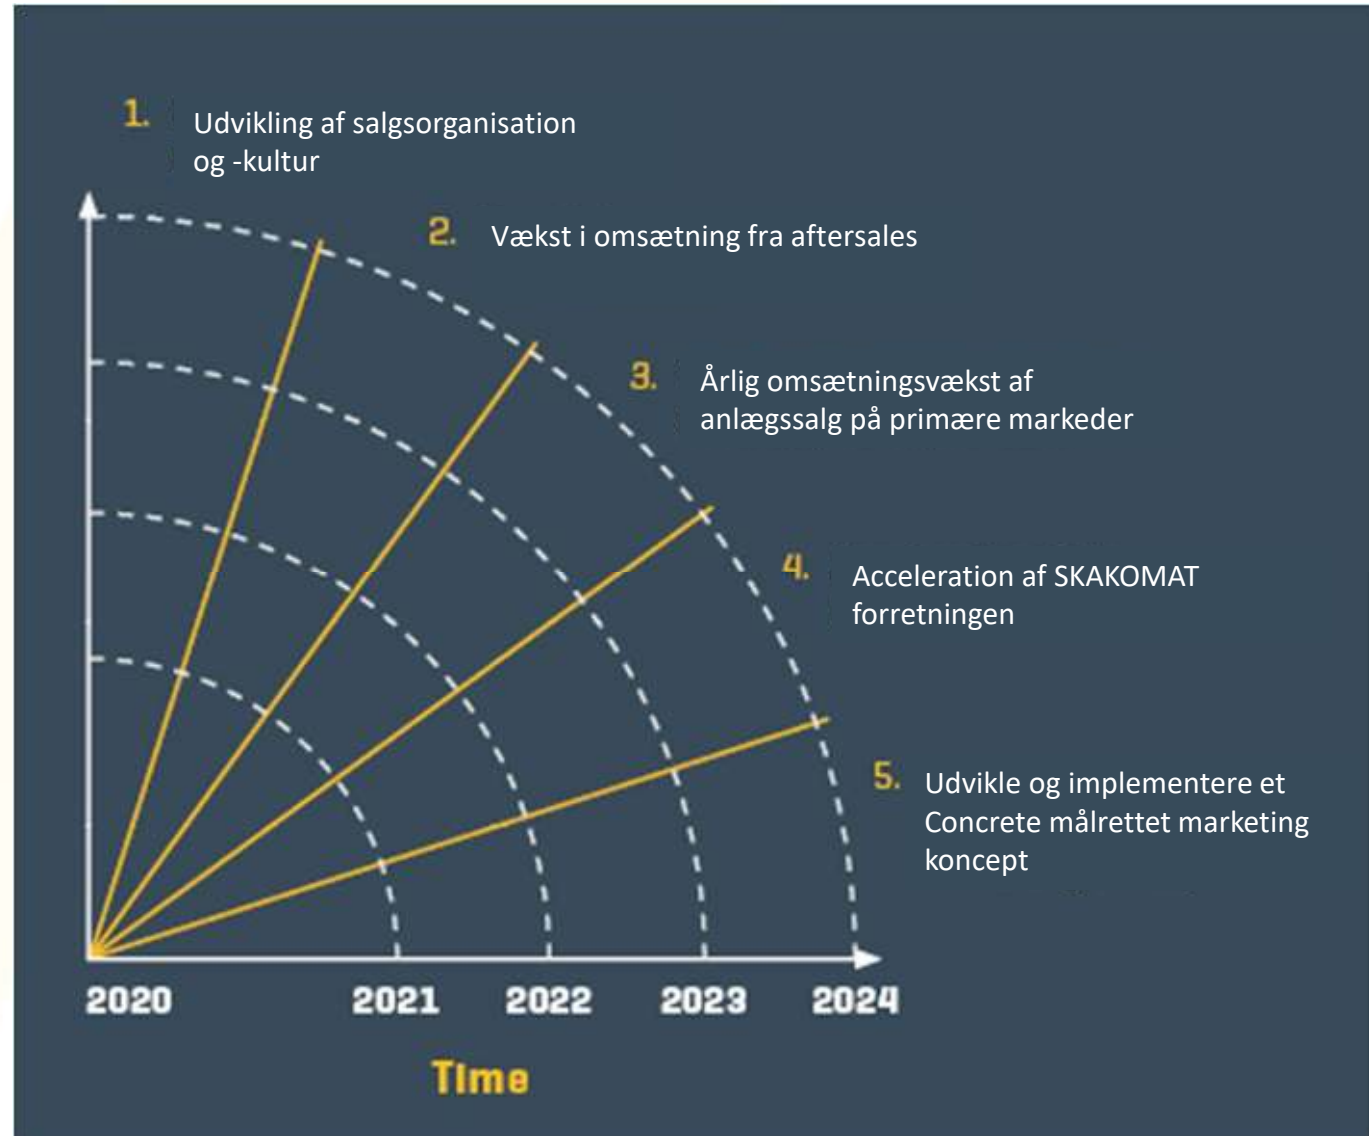 1. Udvikling af salgsorganisation
og -kultur
2. Vækst i omsætning fra aftersales
3. Årlig omsætningsvækst af
anlægssalg på primære markeder
4. Acceleration af SKAKOMAT
forretningen
5. Udvikle og implementere et
Concrete målrettet marketing
koncept
2020 2021 2022 2023 2024
Time